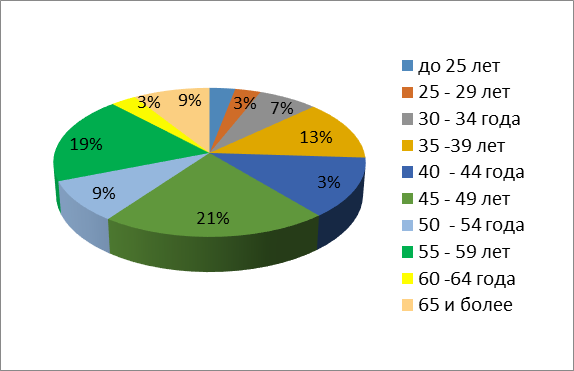 3%
7%
13%
3%
21%
9%
19%
3%
9%
до 25 лет
25 - 29 лет
30 - 34 года
35 -39 лет
40  - 44 года
45 - 49 лет
50  - 54 года
55 - 59 лет
60 -64 года
65 и более